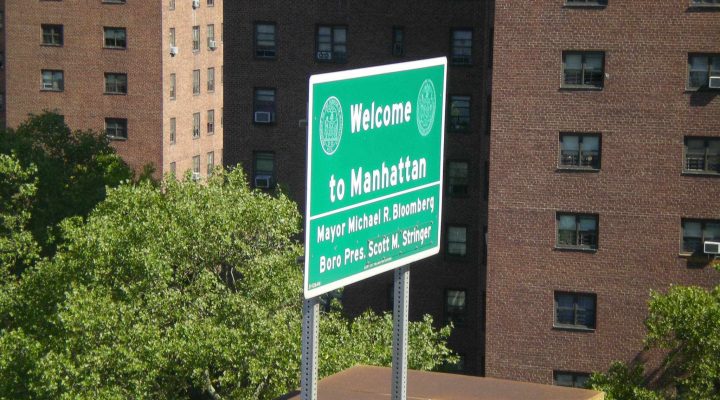 Welcome
to Manhattan
Mayor Michael R. Bloomberg
Boro Pres. Scott M. Stringer